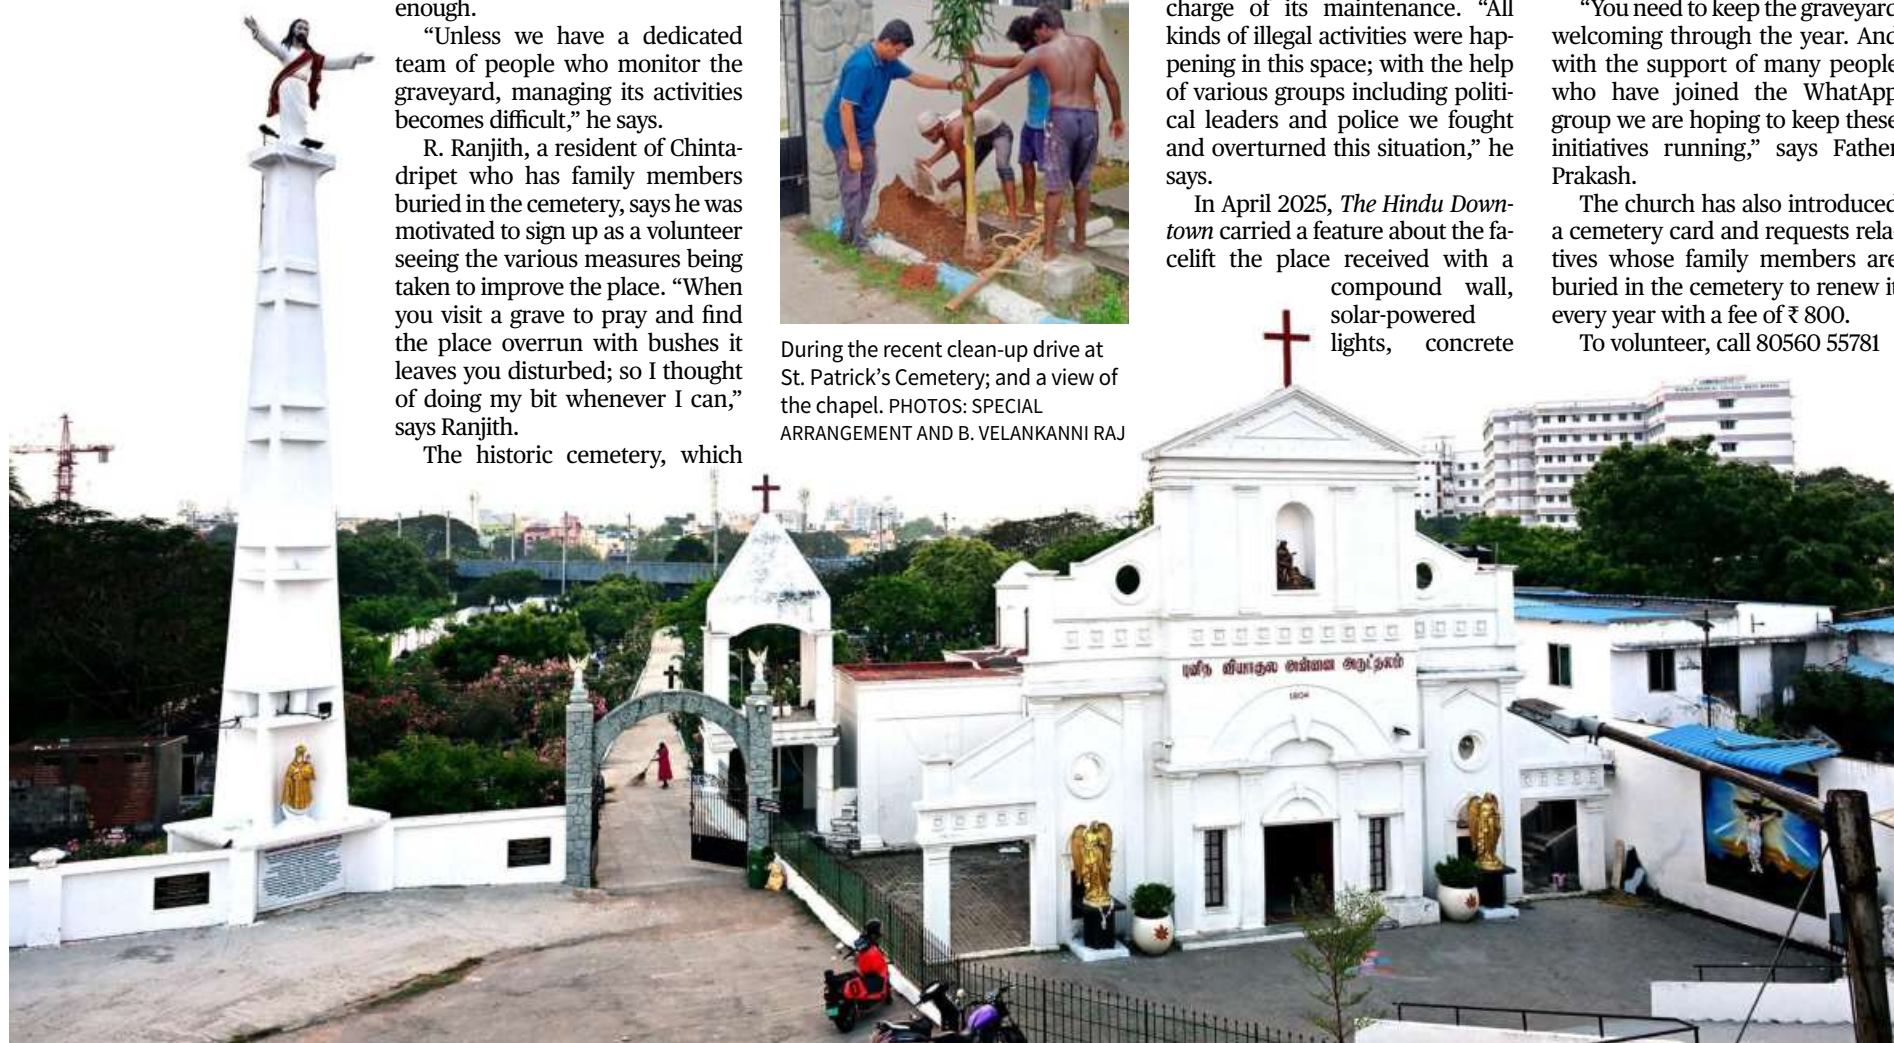 enough.
“Unless we have a dedicated
team of people who monitor the
graveyard, managing its activities
becomes difficult,” he says.
R. Ranjith, a resident of Chinta-
dripet who has family members
buried in the cemetery, says he was
motivated to sign up as a volunteer
seeing the various measures being
taken to improve the place. “When
you visit a grave to pray and find
the place overrun with bushes it
leaves you disturbed; so I thought
of doing my bit whenever I can,”
says Ranjith.
The historic cemetery, which
During the recent clean-up drive at
St. Patrick’s Cemetery; and a view of
the chapel. PHOTOS: SPECIAL
ARRANGEMENT AND B. VELANKANNI RAJ
charge of its maintenance. “All
kinds of illegal activities were hap-
pening in this space; with the help
of various groups including politi-
cal leaders and police we fought
and overturned this situation,” he
says.
In April 2025, The Hindu Down-
town carried a feature about the fa-
celift the place received with a
compound wall,
solar-powered
lights, concrete
“You need to keep the graveyard
welcoming through the year. And
with the support of many people
who have joined the WhatApp
group we are hoping to keep these
initiatives running,” says Father
Prakash.
The church has also introduced
a cemetery card and requests rela-
tives whose family members are
buried in the cemetery to renew it
every year with a fee of ₹ 800.
To volunteer, call 80560 55781
புனித வியாகுல அன்னை அருட்தலம்
1804